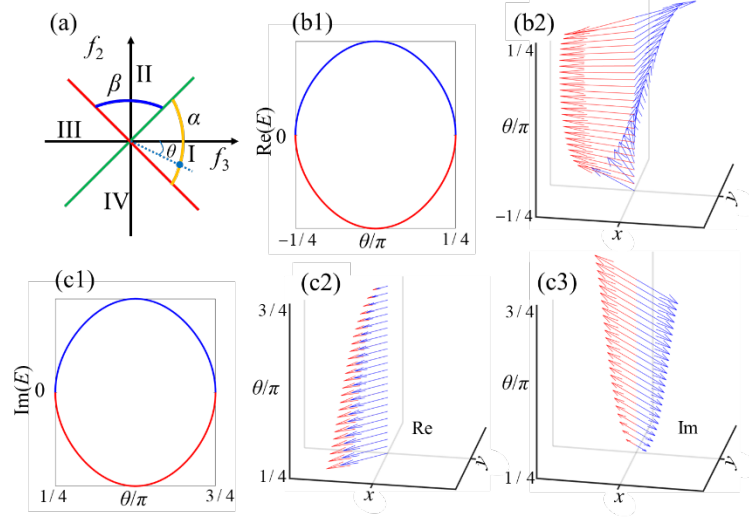 (a)
f₂
β
II
α
III
θ
I
f₃
IV
(b1)
Re(E)
0
−1/4
θ/π
1/4
(b2)
1/4
θ/π
−1/4
x
y
(c1)
Im(E)
0
1/4
θ/π
3/4
(c2)
3/4
θ/π
Re
1/4
x
y
(c3)
3/4
θ/π
Im
1/4
x
y